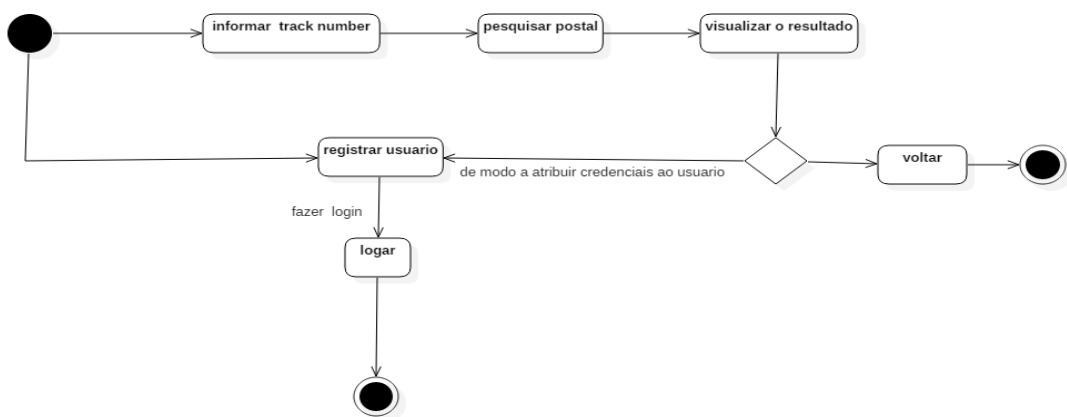 informar  track number
pesquisar postal
visualizar o resultado
registrar usuario
de modo a atribuir credenciais ao usuario
voltar
fazer  login
logar